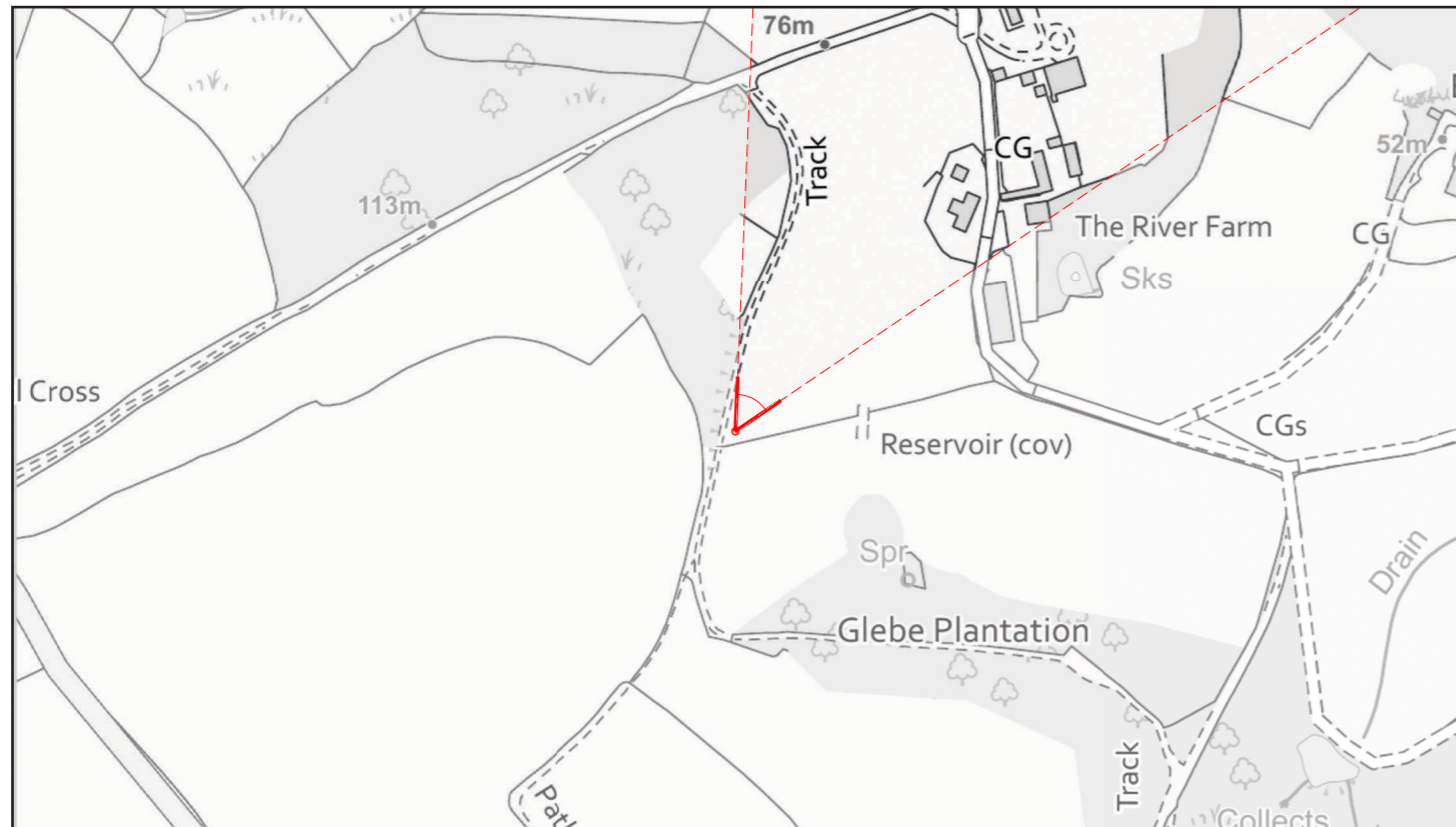 76m
Track
CG
52m
113m
The River Farm
CG
Sks
l Cross
CGs
Reservoir (cov)
Spr
Drain
Glebe Plantation
Track
Path
Collects